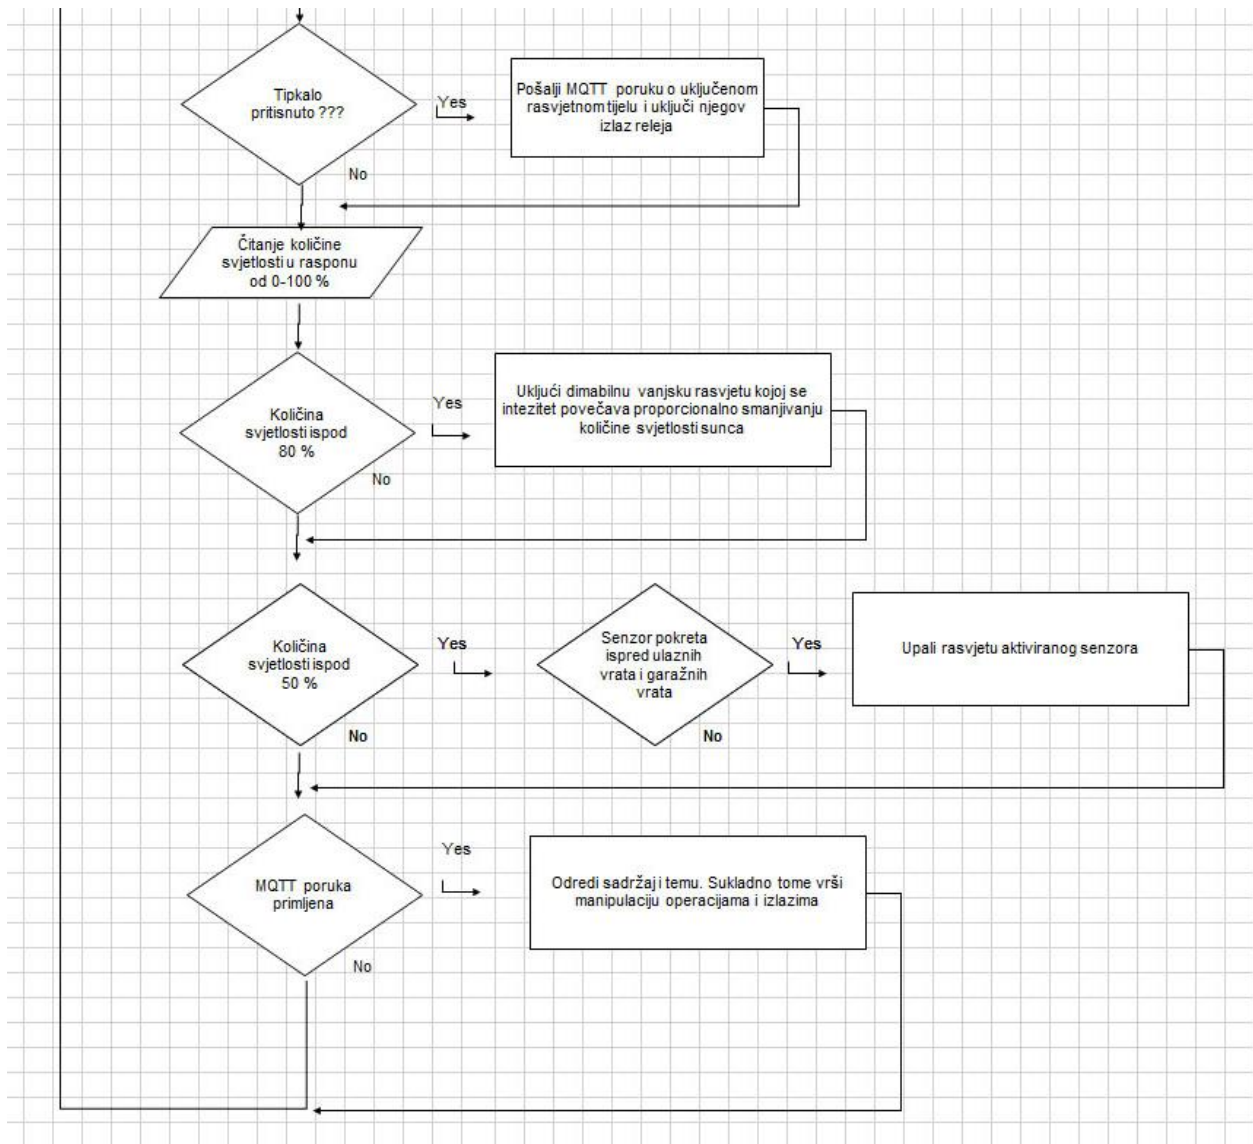 Tipkalo
pritisnuto ???
Yes
Pošalji MQTT poruku o uključenom
rasvjetnom tijelu i uključi njegov
izlaz releja
No
Čitanje količine
svjetlosti u rasponu
od 0-100 %
Količina
svjetlosti ispod
80 %
Yes
Uključi dimabilnu vanjsku rasvjetu kojoj se
intezitet povečava proporcionalno smanjivanju
količine svjetlosti sunca
No
Količina
svjetlosti ispod
50 %
Yes
Senzor pokreta
ispred ulaznih
vrata i garažnih
vrata
Yes
Upali rasvjetu aktiviranog senzora
No
No
MQTT poruka
primljena
Yes
Odredi sadržaj i temu. Sukladno tome vrši
manipulaciju operacijama i izlazima
No